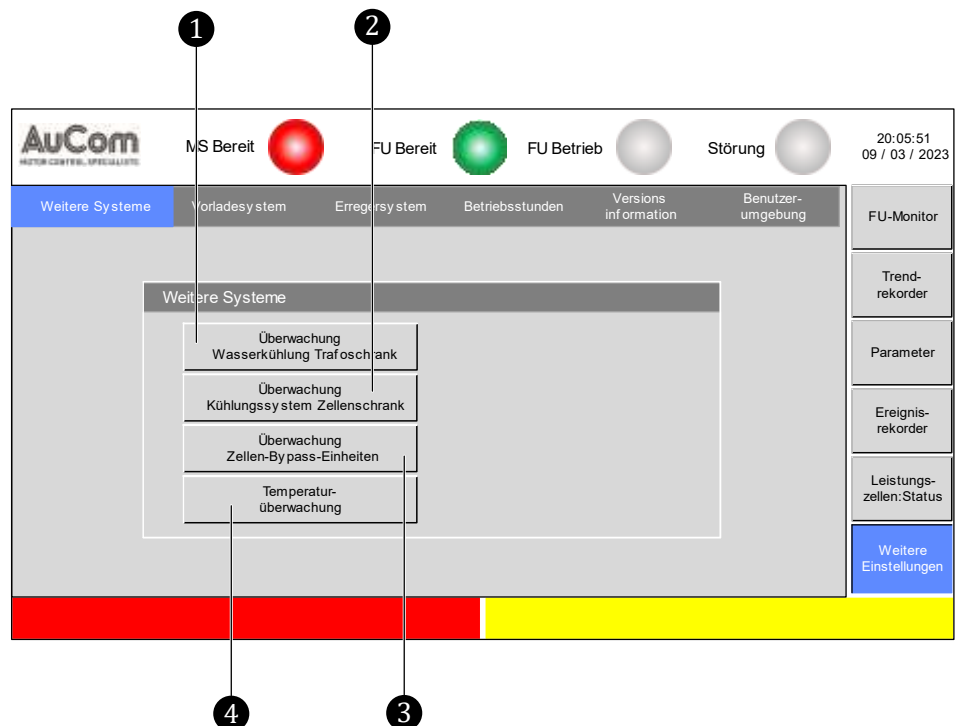 1 2
AuCom
MOTOR CONTROL SPECIALISTS
MS Bereit FU Bereit FU Betrieb Störung
20:05:51
09 / 03 / 2023
Weitere Systeme Vorladesystem Erregersystem Betriebsstunden
Versions
information
Benutzer-
umgebung
FU-Monitor
Trend-
rekorder
Parameter
Ereignis-
rekorder
Leistungs-
zellen:Status
Weitere
Einstellungen
Weitere Systeme
Überwachung
Wasserkühlung Trafoschrank
Überwachung
Kühlungssystem Zellenschrank
Überwachung
Zellen-Bypass-Einheiten
Temperatur-
überwachung
4 3